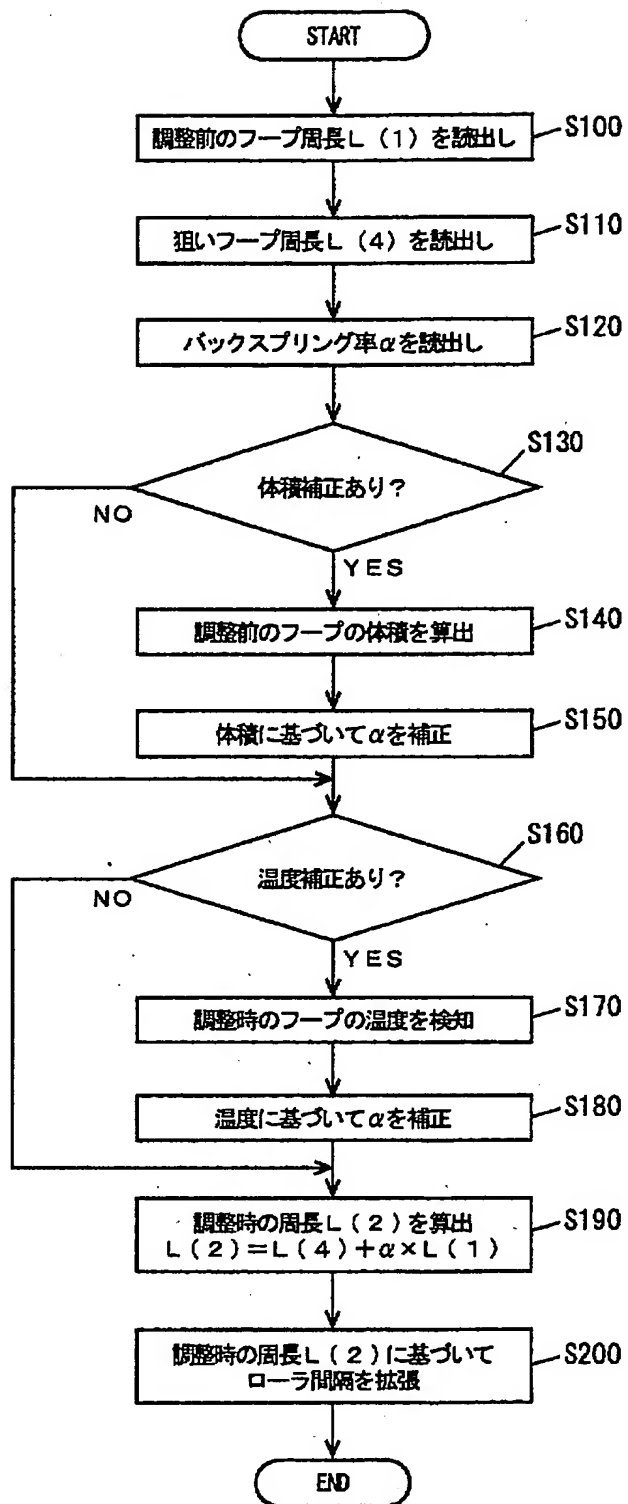 START
調整前のフープ周長L(1)を読出し
S100
狙いフープ周長L(4)を読出し
S110
バックスプリング率αを読出し
S120
体積補正あり?
S130
NO
YES
調整前のフープの体積を算出
S140
体積に基づいてαを補正
S150
温度補正あり?
S160
NO
YES
調整時のフープの温度を検知
S170
温度に基づいてαを補正
S180
調整時の周長L(2)を算出
L(2)=L(4)+α×L(1)
S190
調整時の周長L(2)に基づいて
ローラ間隔を拡張
S200
END